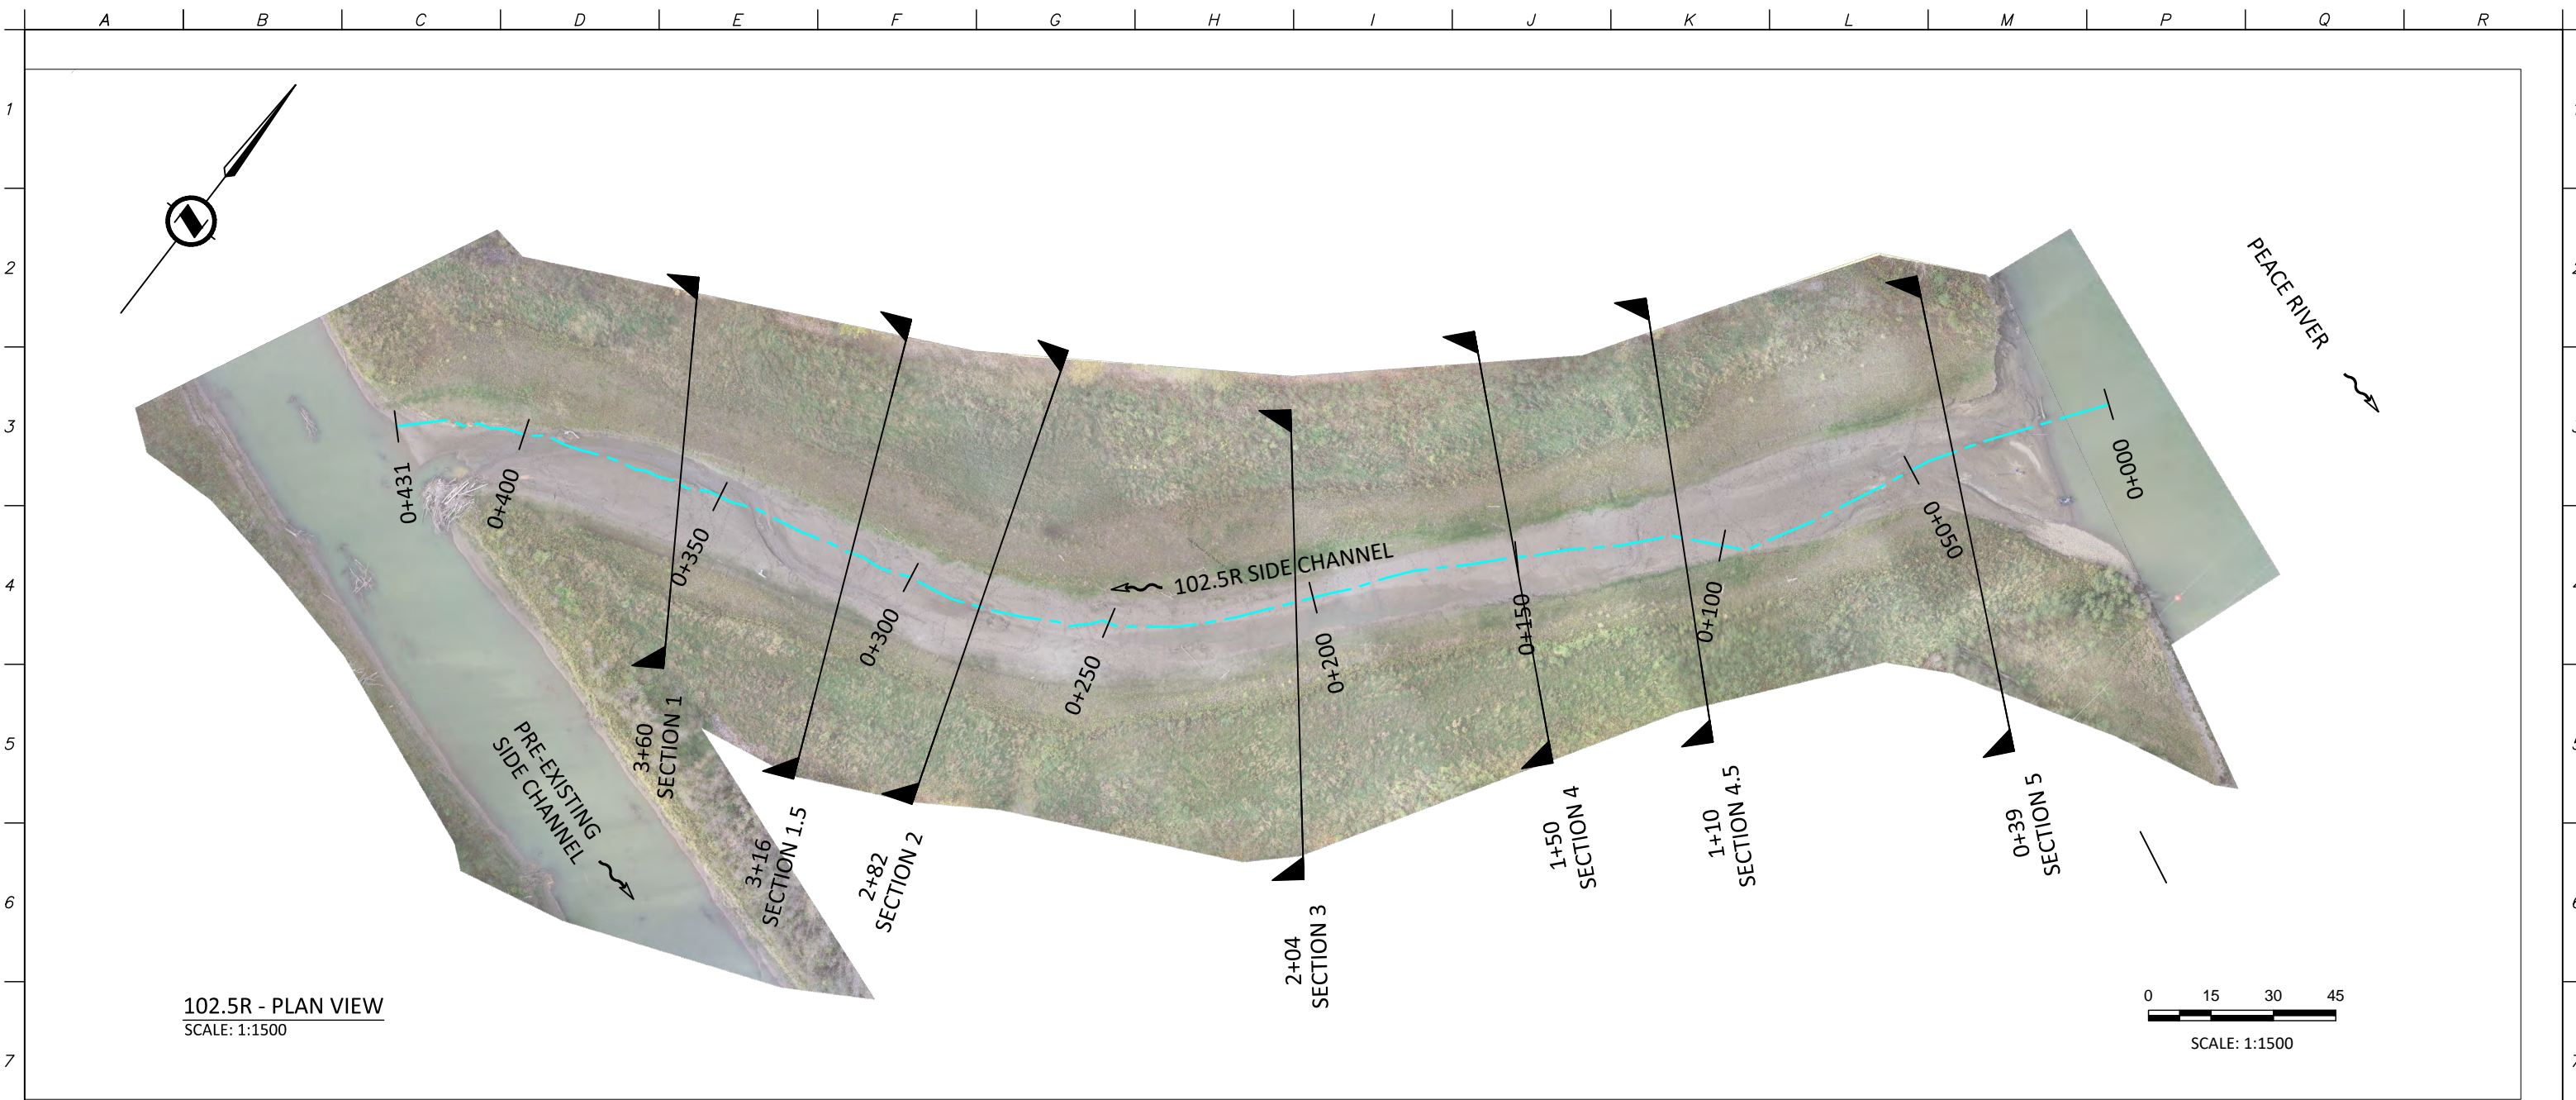 A B C D E F G H I J K L M P Q R
1
2
3
4
5
6
7
PEACE RIVER
0+431
0+400
0+350
0+300
0+250
0+200
0+150
0+100
0+050
0+000
102.5R SIDE CHANNEL
PRE-EXISTING
SIDE CHANNEL
3+60
SECTION 1
3+16
SECTION 1.5
2+82
SECTION 2
2+04
SECTION 3
1+50
SECTION 4
1+10
SECTION 4.5
0+39
SECTION 5
102.5R - PLAN VIEW
SCALE: 1:1500
0 15 30 45
SCALE: 1:1500